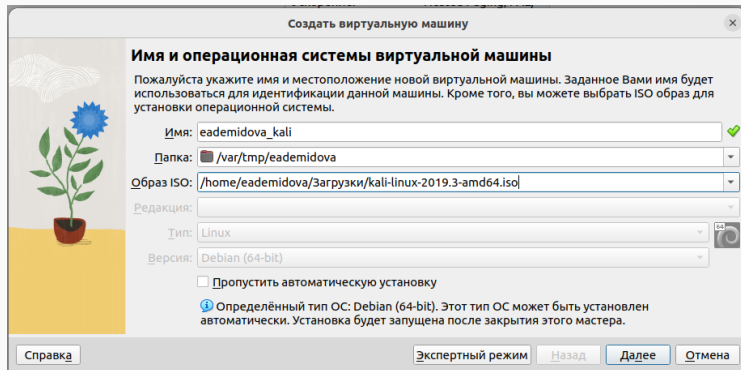 Создать виртуальную машину
Имя и операционная системы виртуальной машины
Пожалуйста укажите имя и местоположение новой виртуальной машины. Заданное Вами имя будет
использоваться для идентификации данной машины. Кроме того, вы можете выбрать ISO образ для
установки операционной системы.
Имя: eademidova_kali
Папка: /var/tmp/eademidova
Образ ISO: /home/eademidova/Загрузки/kali-linux-2019.3-amd64.iso
Редакция:
Тип: Linux
64
Версия: Debian (64-bit)
Пропустить автоматическую установку
Определённый тип ОС: Debian (64-bit). Этот тип ОС может быть установлен
автоматически. Установка будет запущена после закрытия этого мастера.
Справка Экспертный режим Назад Далее Отмена